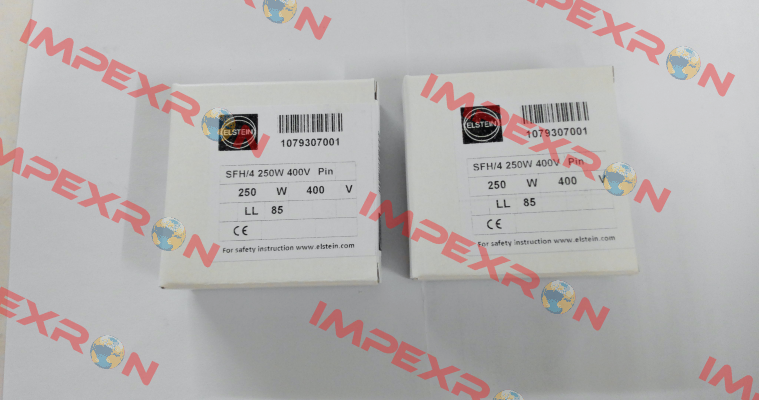 ELSTEIN
1079307001
SFH/4 250W 400V Pin
250 W 400 V
LL 85
CE
For safety instruction www.elstein.com
ELSTEIN
1079307001
SFH/4 250W 400V Pin
250 W 400 V
LL 85
CE
For safety instruction www.elstein.com
IMPEXRON
IMPEXRON
IMPEXRON
IMPEXRON
IMPEXRON
IMPEXRON
IMPEXRON
IMPEX